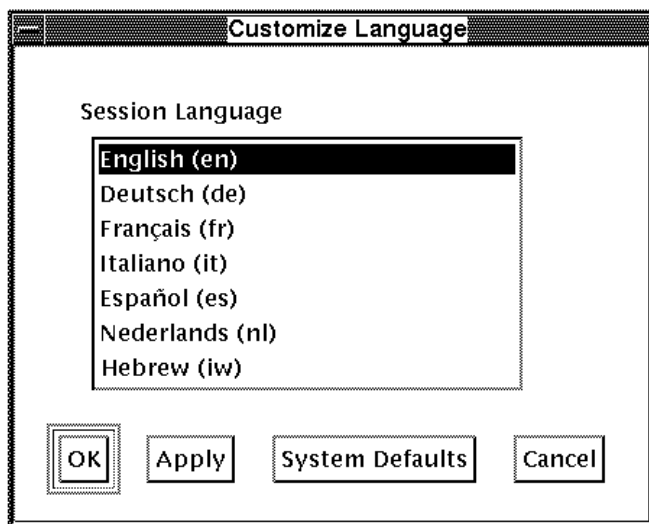 Customize Language
Session Language
English (en)
Deutsch (de)
Français (fr)
Italiano (it)
Español (es)
Nederlands (nl)
Hebrew (iw)
OK Apply System Defaults Cancel